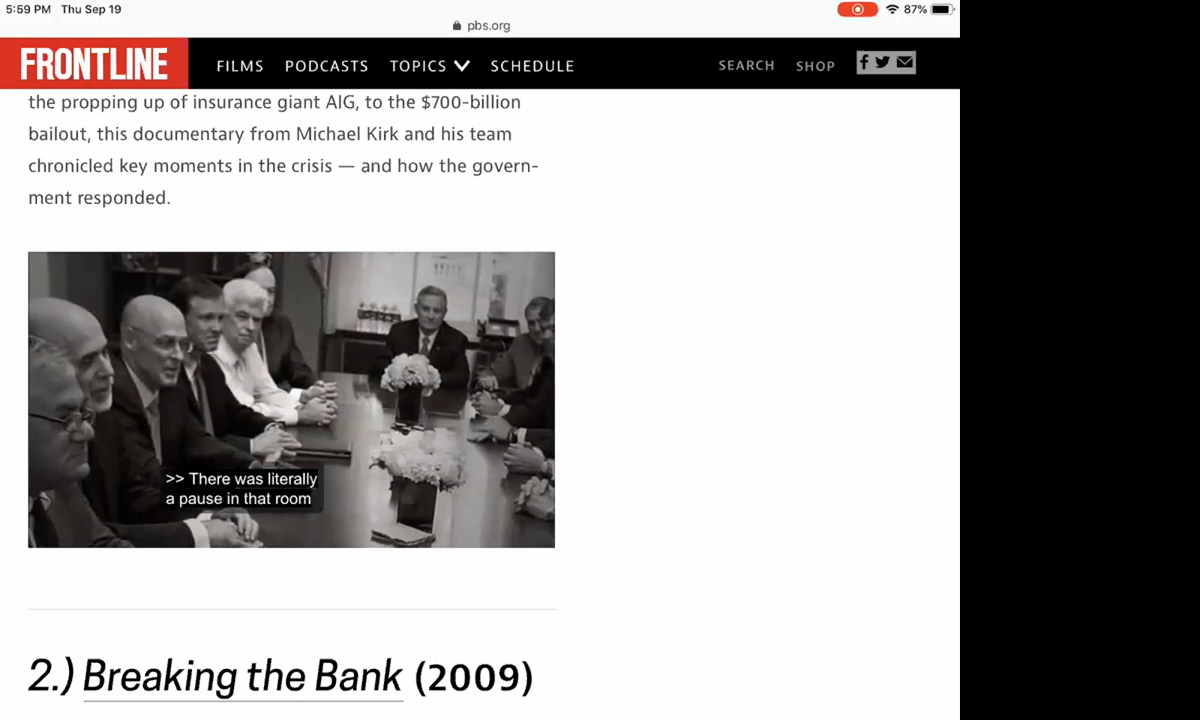 5:59 PM Thu Sep 19
87%
pbs.org
FRONTLINE FILMS PODCASTS TOPICS SCHEDULE SEARCH SHOP
the propping up of insurance giant AIG, to the $700-billion
bailout, this documentary from Michael Kirk and his team
chronicled key moments in the crisis — and how the govern-
ment responded.
>> There was literally
a pause in that room
2.) Breaking the Bank (2009)